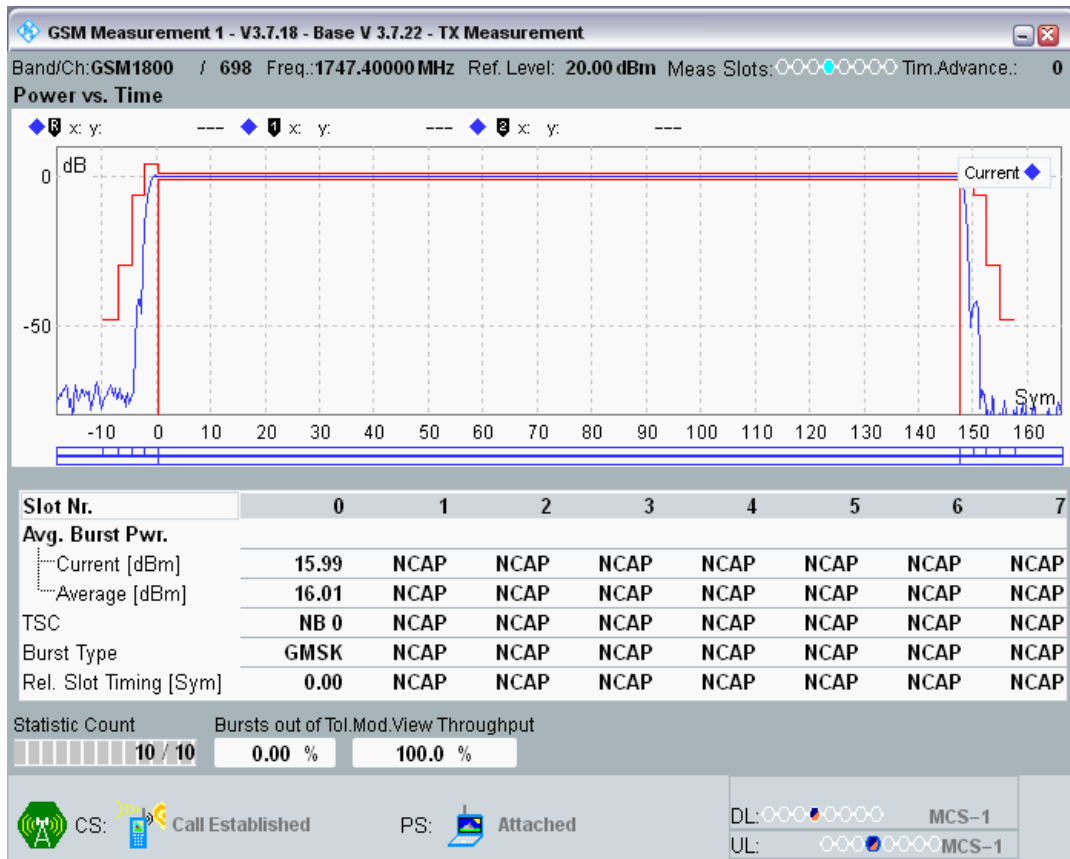 GSM Measurement 1 - V3.7.18 - Base V 3.7.22 - TX Measurement
Band/Ch:GSM1800 / 698 Freq.:1747.40000 MHz Ref. Level: 20.00 dBm Meas Slots: Tim.Advance.: 0
Power vs. Time
R x: y: --- 1 x: y: --- 2 x: y: ---
dB
Current
0
-50
Sym
-10 0 10 20 30 40 50 60 70 80 90 100 110 120 130 140 150 160
Slot Nr. 0 1 2 3 4 5 6 7
Avg. Burst Pwr.
Current [dBm] 15.99 NCAP NCAP NCAP NCAP NCAP NCAP NCAP
Average [dBm] 16.01 NCAP NCAP NCAP NCAP NCAP NCAP NCAP
TSC NB 0 NCAP NCAP NCAP NCAP NCAP NCAP NCAP
Burst Type GMSK NCAP NCAP NCAP NCAP NCAP NCAP NCAP
Rel. Slot Timing [Sym] 0.00 NCAP NCAP NCAP NCAP NCAP NCAP NCAP
Statistic Count Bursts out of Tol.Mod.View Throughput
10 / 10 0.00 % 100.0 %
CS: Call Established PS: Attached
DL: MCS-1
UL: MCS-1